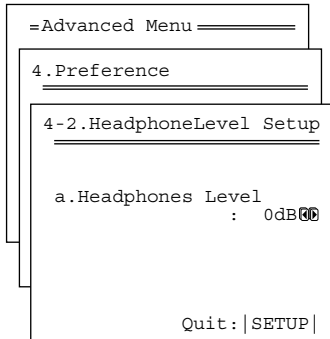 Advanced Menu
4.Preference
4-2.HeadphoneLevel Setup
a.Headphones Level
: 0dB
Quit:|SETUP|